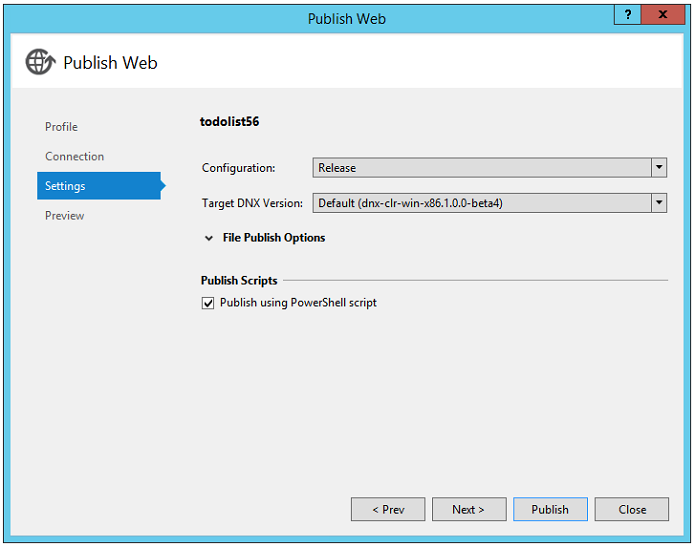 Publish Web
?
x
Publish Web
Profile
Connection
Settings
Preview
todolist56
Configuration: Release
Target DNX Version: Default (dnx-clr-win-x86.1.0.0-beta4)
File Publish Options
Publish Scripts
Publish using PowerShell script
< Prev Next > Publish Close